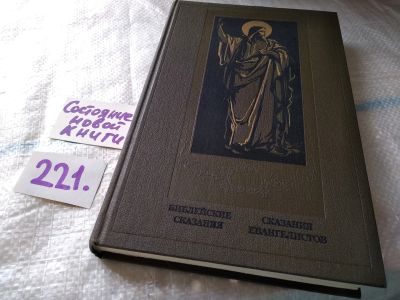 Состояние
новой
книги
221.
БИБЛЕЙСКИЕ
СКАЗАНИЯ
СКАЗАНИЯ
ЕВАНГЕЛИСТОВ